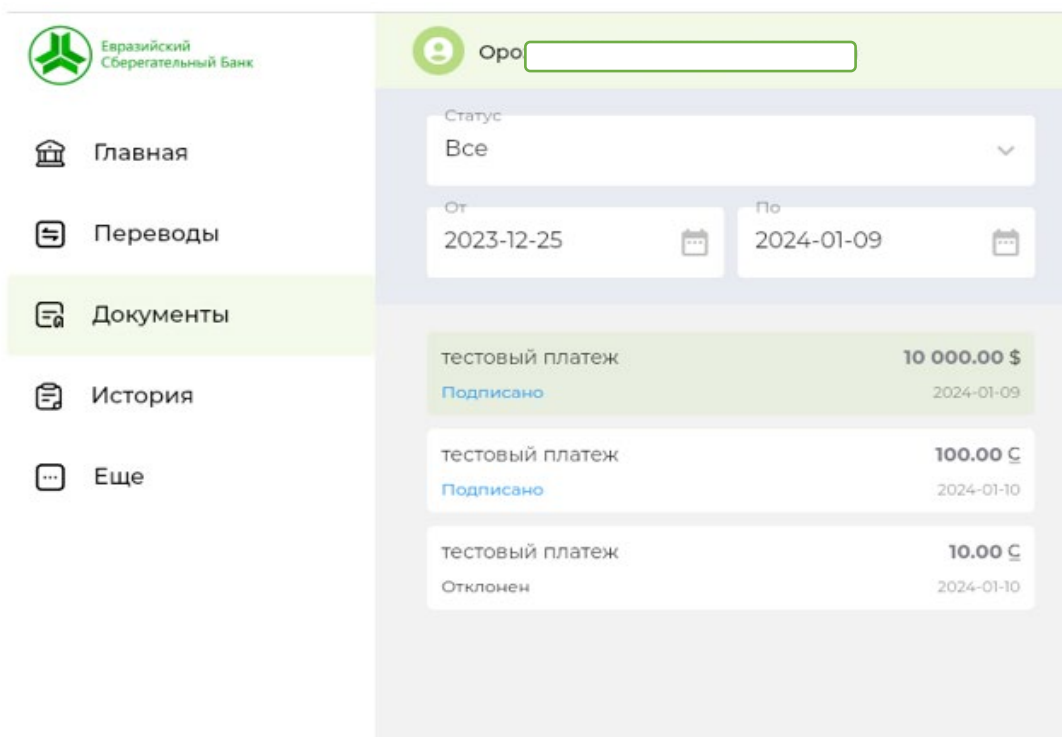 Евразийский
Сберегательный Банк
Главная
Переводы
Документы
История
Еще
Оро
Статус
Все
От
2023-12-25
По
2024-01-09
тестовый платеж 10 000.00 $
Подписано 2024-01-09
тестовый платеж 100.00 С
Подписано 2024-01-10
тестовый платеж 10.00 С
Отклонен 2024-01-10